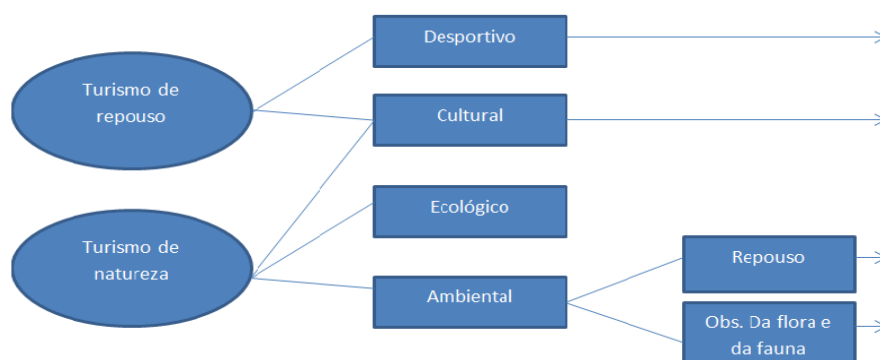 Turismo de
repouso
Turismo de
natureza
Desportivo
Cultural
Ecológico
Ambiental
Repouso
Obs. Da flora e
da fauna